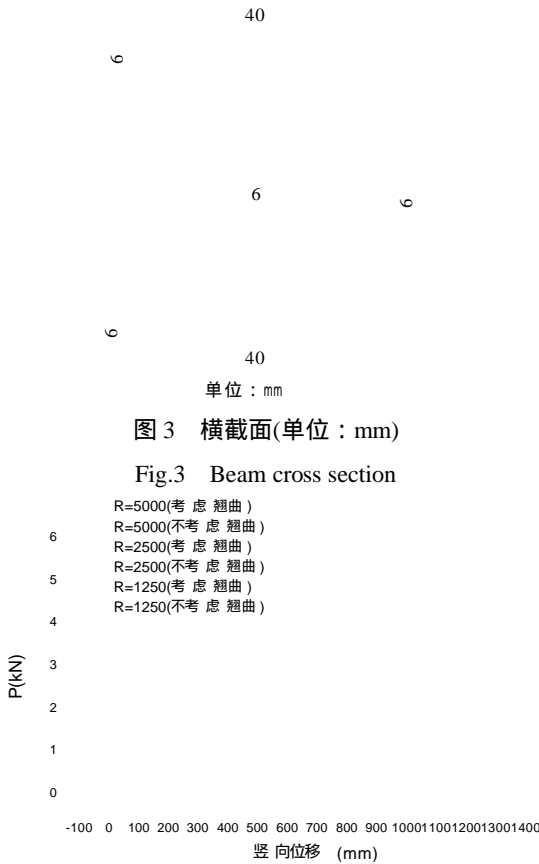 40
6
6
6
6
40
单位：mm
图 3 横截面(单位：mm)
Fig.3 Beam cross section
R=5000(考虑翘曲)
R=5000(不考虑翘曲)
R=2500(考虑翘曲)
R=2500(不考虑翘曲)
R=1250(考虑翘曲)
R=1250(不考虑翘曲)
6
5
4
3
2
1
0
P(kN)
-100 0 100 200 300 400 500 600 700 800 900 1000 1100 1200 1300 1400
竖向位移 (mm)